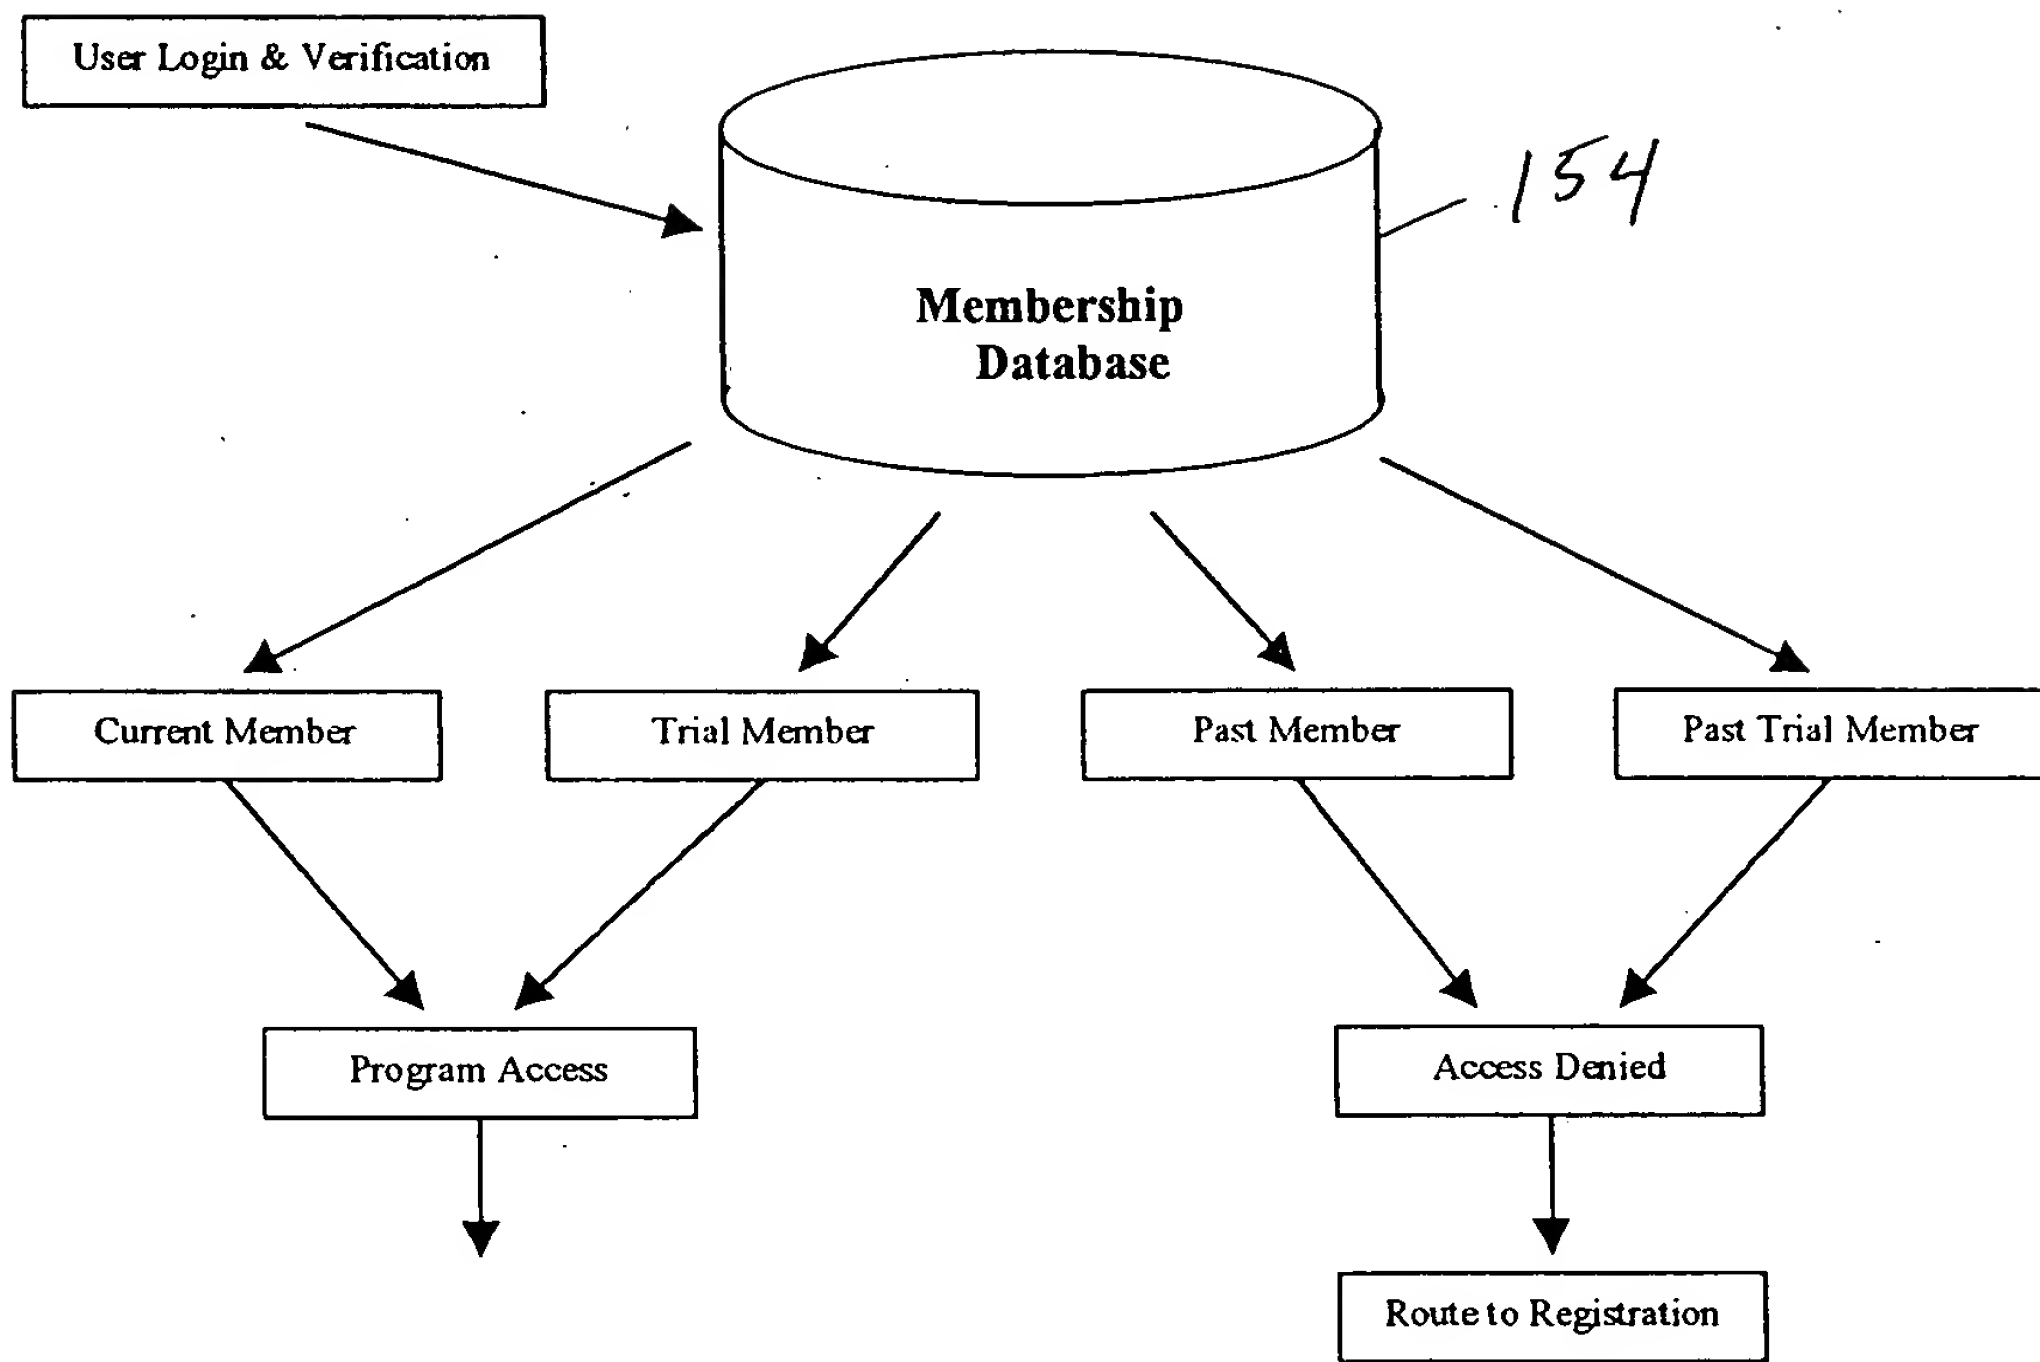 User Login & Verification
154
Membership
Database
Current Member
Trial Member
Past Member
Past Trial Member
Program Access
Access Denied
Route to Registration